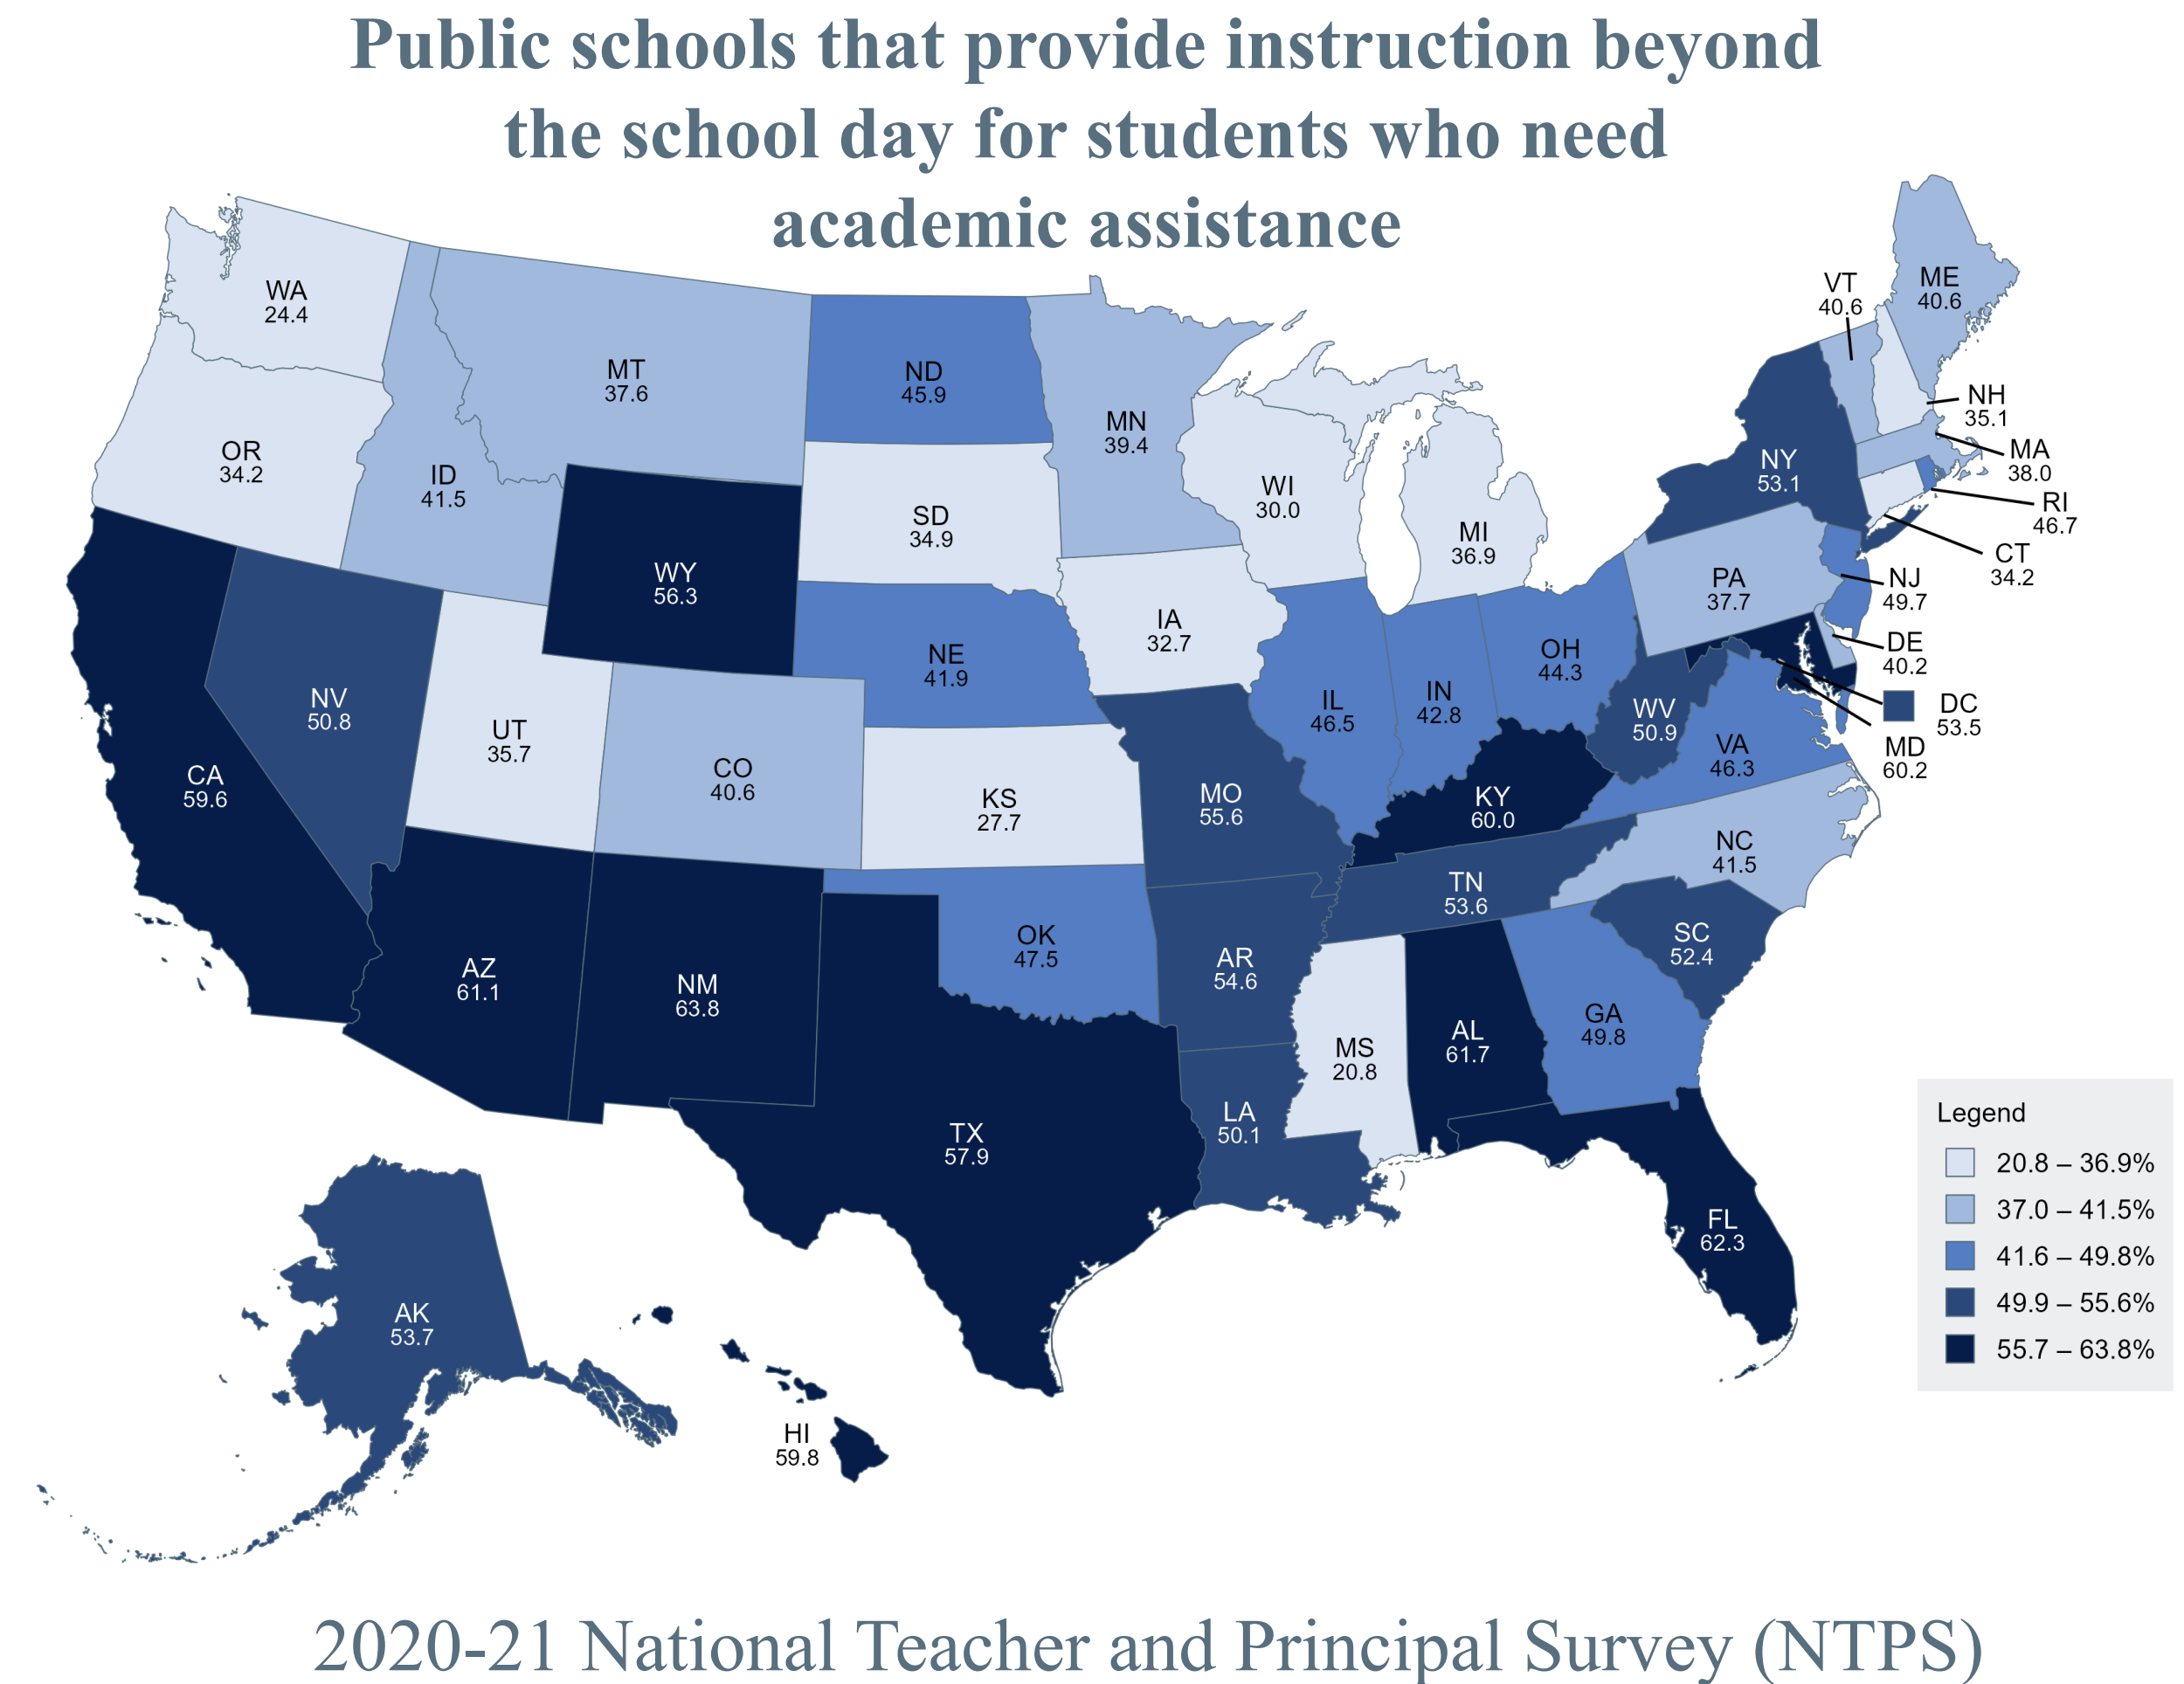 Public schools that provide instruction beyond
the school day for students who need
academic assistance
WA
24.4
OR
34.2
ID
41.5
MT
37.6
ND
45.9
MN
39.4
SD
34.9
WI
30.0
MI
36.9
WY
56.3
NE
41.9
IA
32.7
IL
46.5
IN
42.8
OH
44.3
PA
37.7
NY
53.1
VT
40.6
ME
40.6
NH
35.1
MA
38.0
RI
46.7
CT
34.2
NJ
49.7
DE
40.2
DC
53.5
MD
60.2
WV
50.9
VA
46.3
NV
50.8
UT
35.7
CO
40.6
KS
27.7
MO
55.6
KY
60.0
CA
59.6
NC
41.5
TN
53.6
SC
52.4
AZ
61.1
NM
63.8
OK
47.5
AR
54.6
MS
20.8
AL
61.7
GA
49.8
TX
57.9
LA
50.1
FL
62.3
AK
53.7
HI
59.8
Legend
20.8 – 36.9%
37.0 – 41.5%
41.6 – 49.8%
49.9 – 55.6%
55.7 – 63.8%
2020-21 National Teacher and Principal Survey (NTPS)